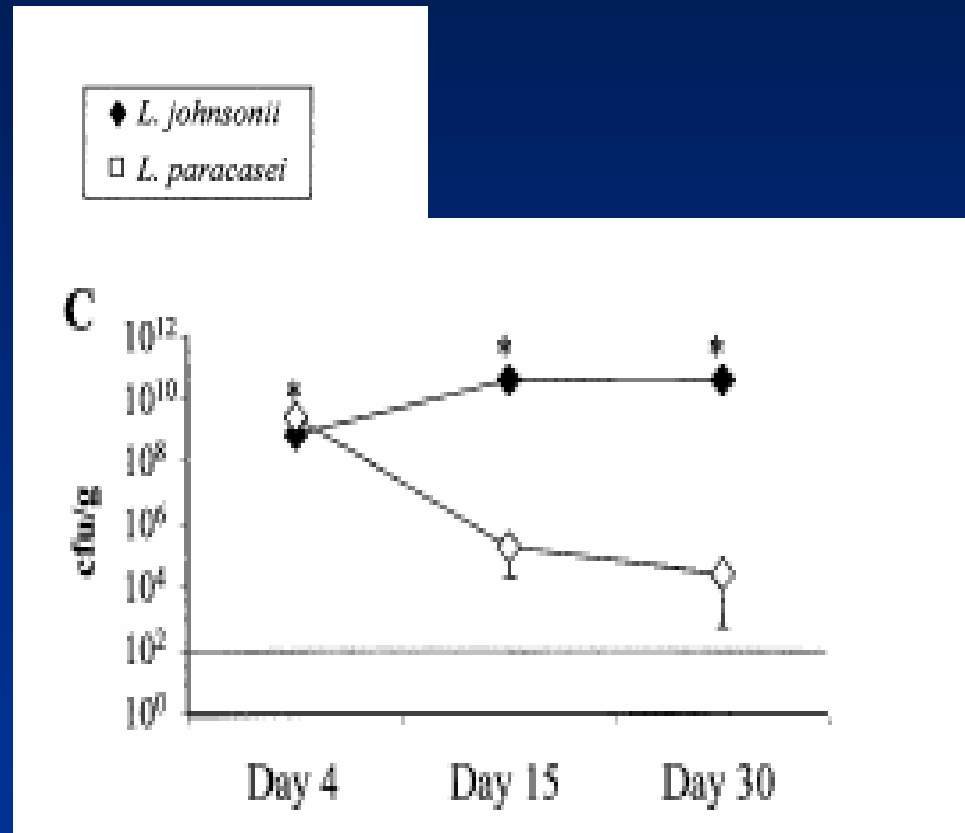 ♦ L. johnsonii
□ L. paracasei
C
cfu/g
10¹²
10¹⁰
10⁸
10⁶
10⁴
10²
10⁰
*
*
*
Day 4 Day 15 Day 30